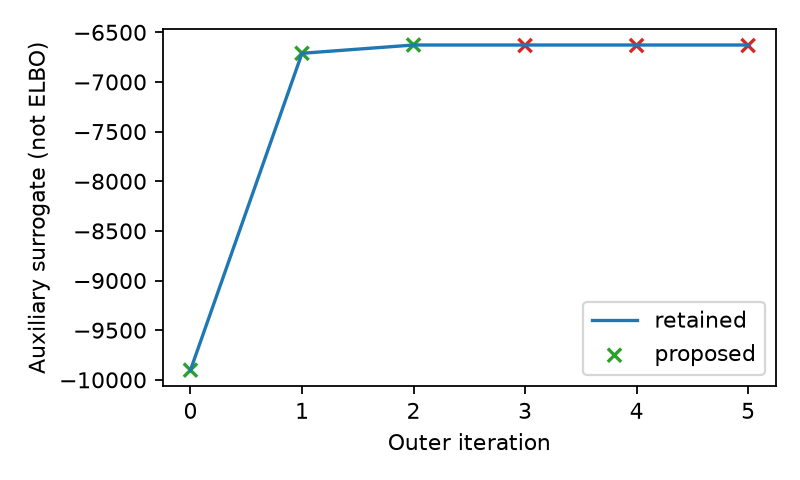 Auxiliary surrogate (not ELBO)
−6500
−7000
−7500
−8000
−8500
−9000
−9500
−10000
retained
proposed
0 1 2 3 4 5
Outer iteration